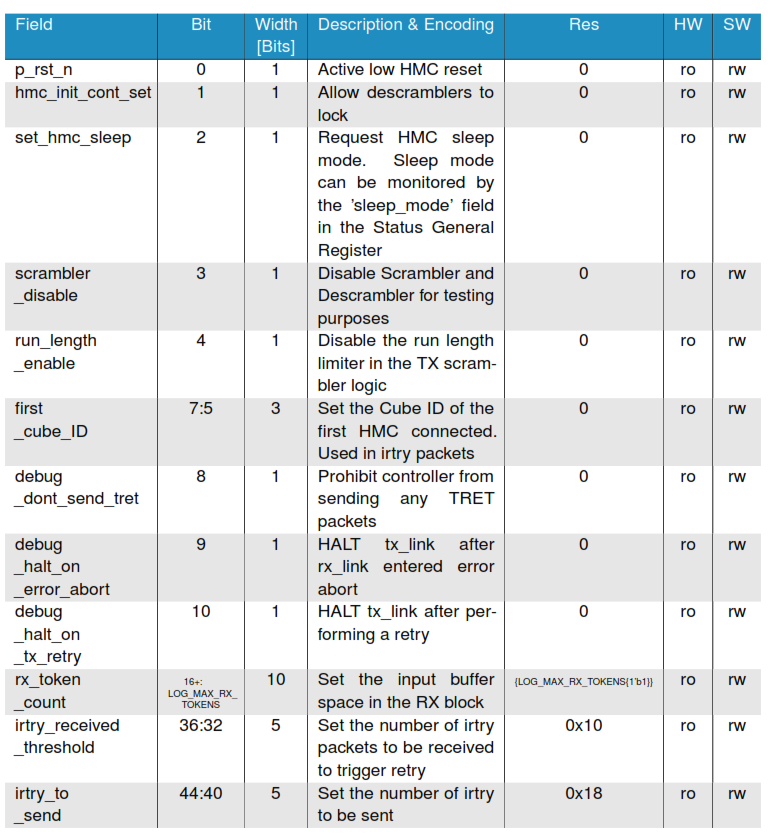 Field Bit Width Description & Encoding Res HW SW
[Bits]
p_rst_n 0 1 Active low HMC reset 0 ro rw
hmc_init_cont_set 1 1 Allow descramblers to 0 ro rw
lock
set_hmc_sleep 2 1 Request HMC sleep 0 ro rw
mode. Sleep mode
can be monitored by
the 'sleep_mode' field
in the Status General
Register
scrambler 3 1 Disable Scrambler and 0 ro rw
_disable Descrambler for testing
purposes
run_length 4 1 Disable the run length 0 ro rw
_enable limiter in the TX scram-
bler logic
first 7:5 3 Set the Cube ID of the 0 ro rw
_cube_ID first HMC connected.
Used in irtry packets
debug 8 1 Prohibit controller from 0 ro rw
_dont_send_tret sending any TRET
packets
debug 9 1 HALT tx_link after 0 ro rw
_halt_on rx_link entered error
_error_abort abort
debug 10 1 HALT tx_link after per- 0 ro rw
_halt_on forming a retry
_tx_retry
rx_token 16+: 10 Set the input buffer {LOG_MAX_RX_TOKENS{1'b1}} ro rw
_count LOG_MAX_RX_ space in the RX block
TOKENS
irtry_received 36:32 5 Set the number of irtry 0x10 ro rw
_threshold packets to be received
to trigger retry
irtry_to 44:40 5 Set the number of irtry 0x18 ro rw
_send to be sent